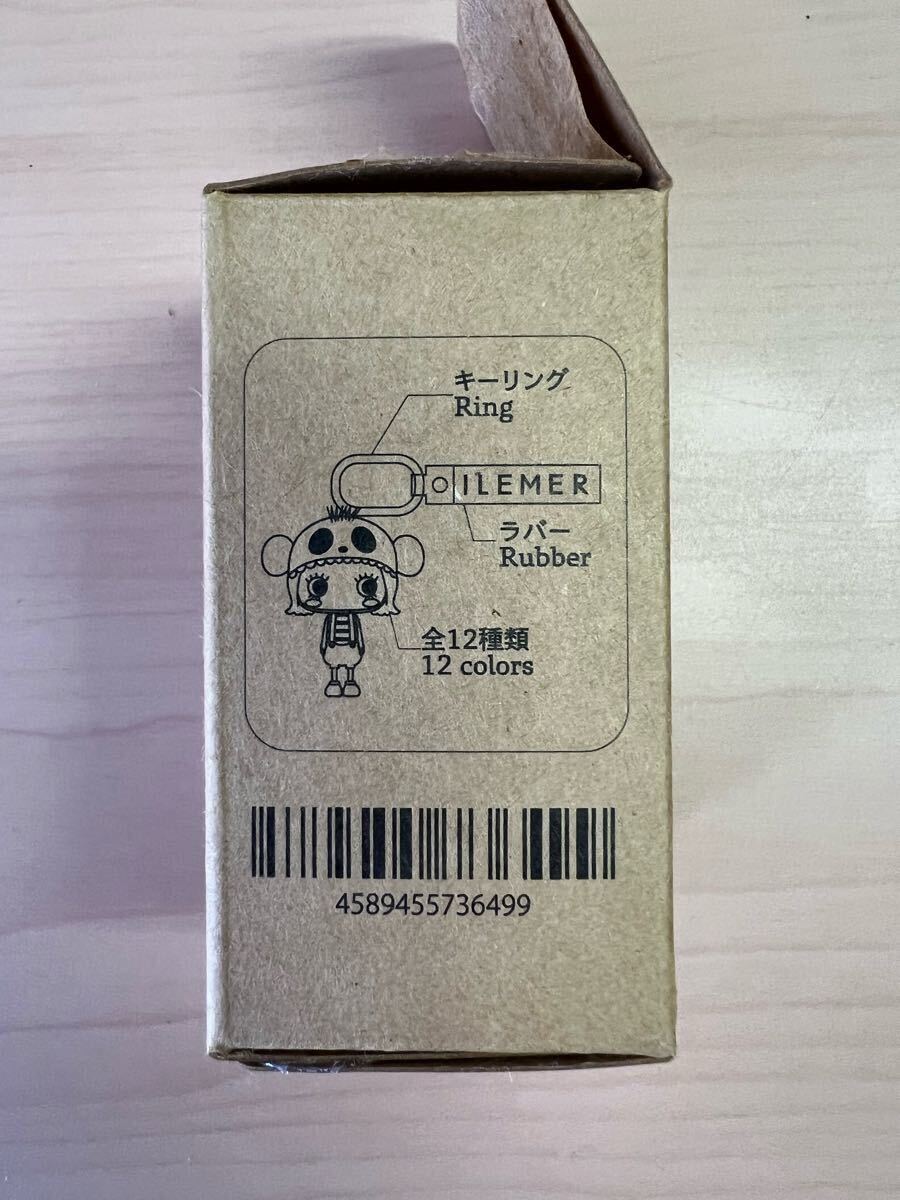 キーリング
Ring
ILEMER
ラバー
Rubber
全12種類
12 colors
4589455736499